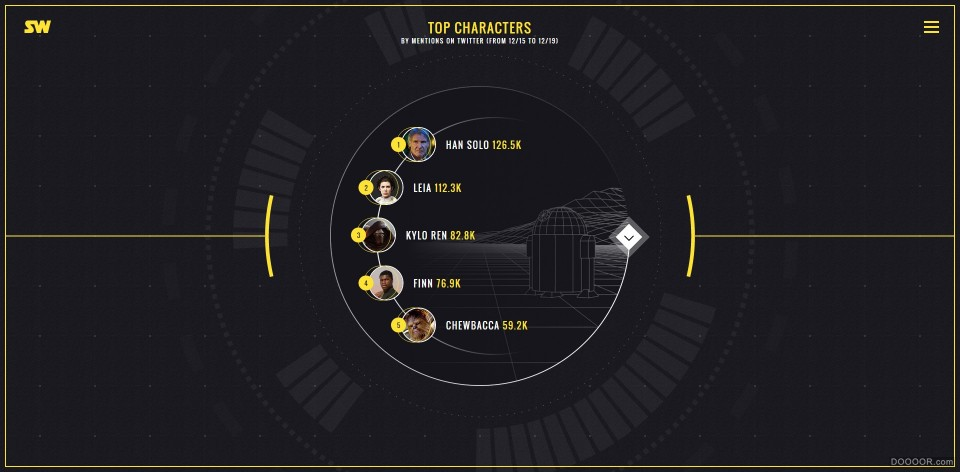 SW
TOP CHARACTERS
BY MENTIONS ON TWITTER (FROM 12/15 TO 12/19)
1 HAN SOLO 126.5K
2 LEIA 112.3K
3 KYLO REN 82.8K
4 FINN 76.9K
5 CHEWBACCA 59.2K
DOOOOR.com